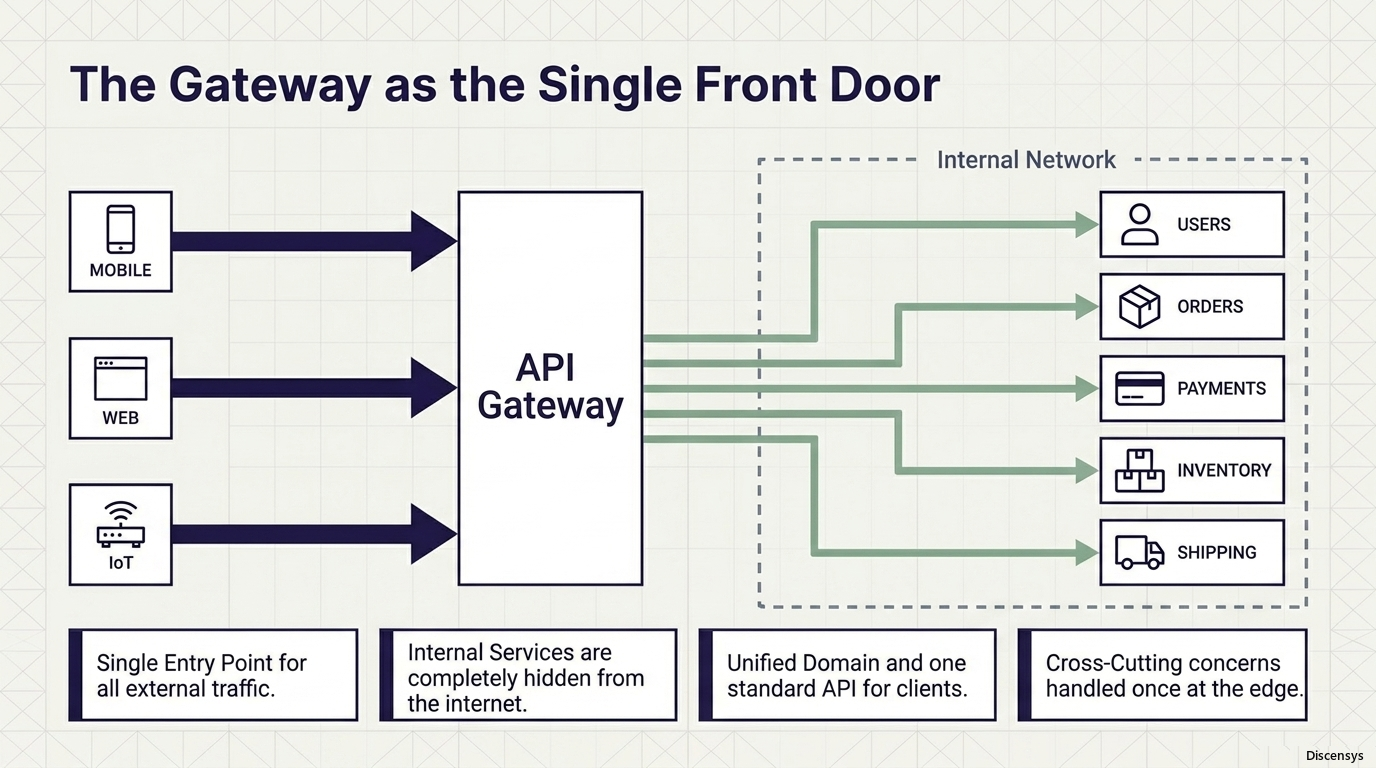 The Gateway as the Single Front Door
Internal Network
MOBILE
WEB
IoT
API
Gateway
USERS
ORDERS
PAYMENTS
INVENTORY
SHIPPING
Single Entry Point for
all external traffic.
Internal Services are
completely hidden from
the internet.
Unified Domain and one
standard API for clients.
Cross-Cutting concerns
handled once at the edge.
Discensys